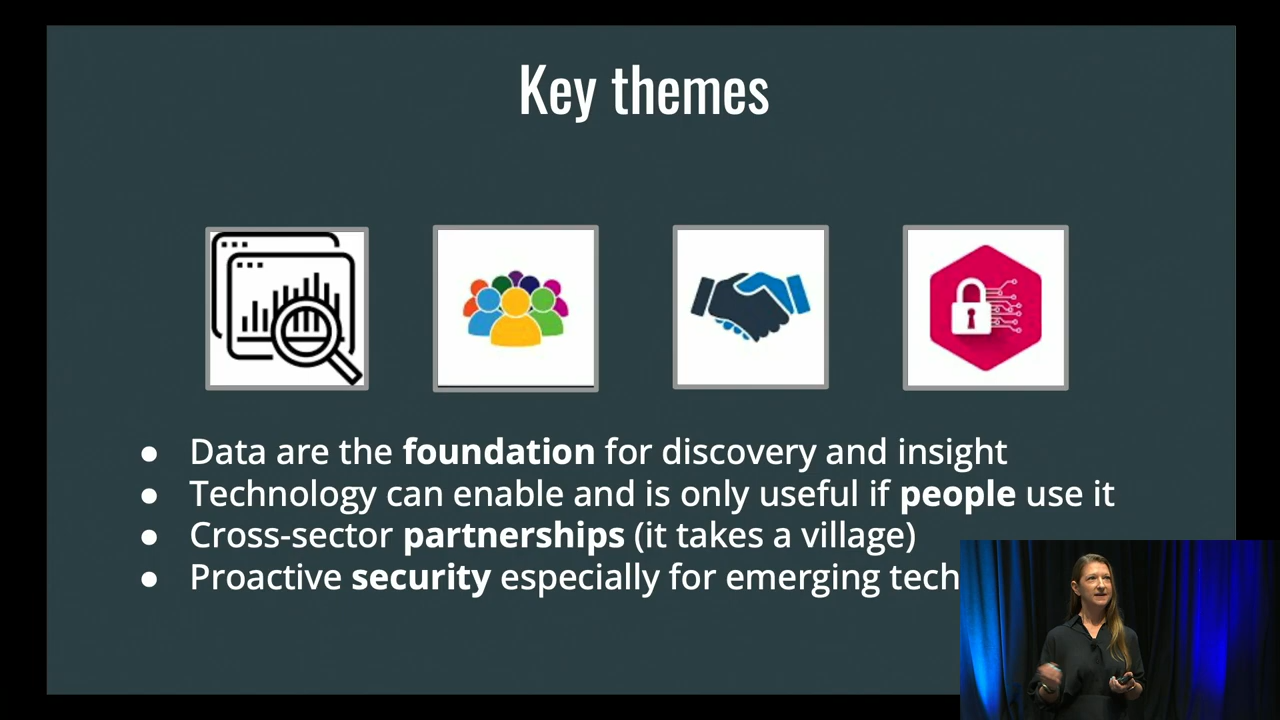 Key themes
● Data are the foundation for discovery and insight
● Technology can enable and is only useful if people use it
● Cross-sector partnerships (it takes a village)
● Proactive security especially for emerging tech